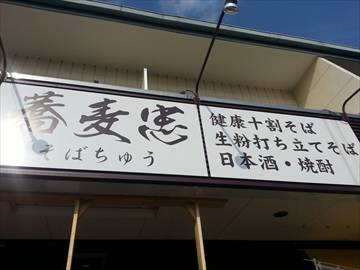 蕎麦忠
そばちゅう
健康十割そば
生粉打ち立てそば
日本酒・焼酎